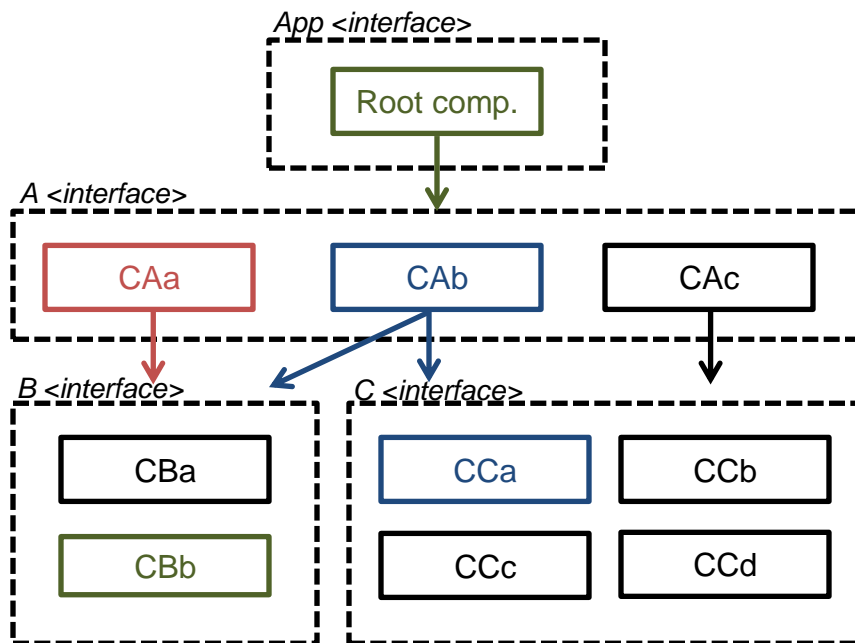 App <interface>
Root comp.
A <interface>
CAa
CAb
CAc
B <interface>
C <interface>
CBa
CCa
CCb
CBb
CCc
CCd